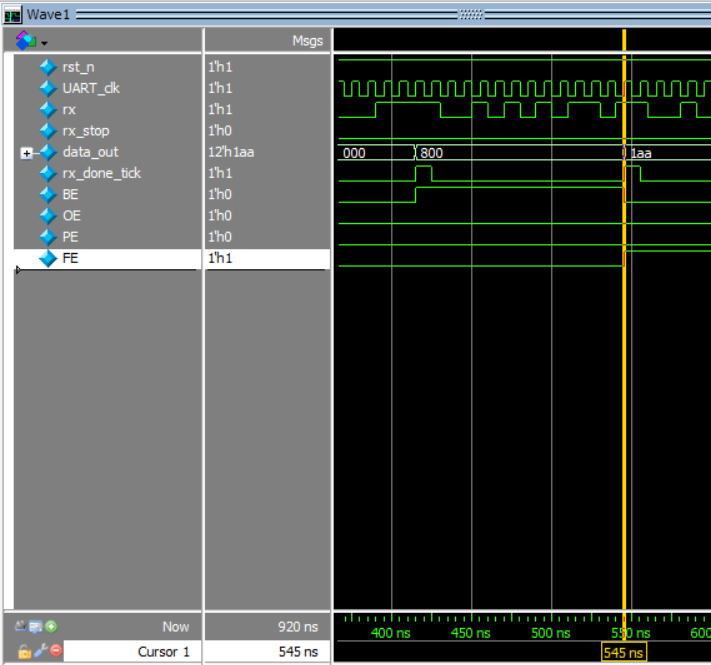 Wave1
Msgs
rst_n 1'h1
UART_clk 1'h1
rx 1'h1
rx_stop 1'h0
data_out 12'h1aa 000 800 1aa
rx_done_tick 1'h1
BE 1'h0
OE 1'h0
PE 1'h0
FE 1'h1
Now 920 ns 400 ns 450 ns 500 ns 550 ns 600
Cursor 1 545 ns 545 ns